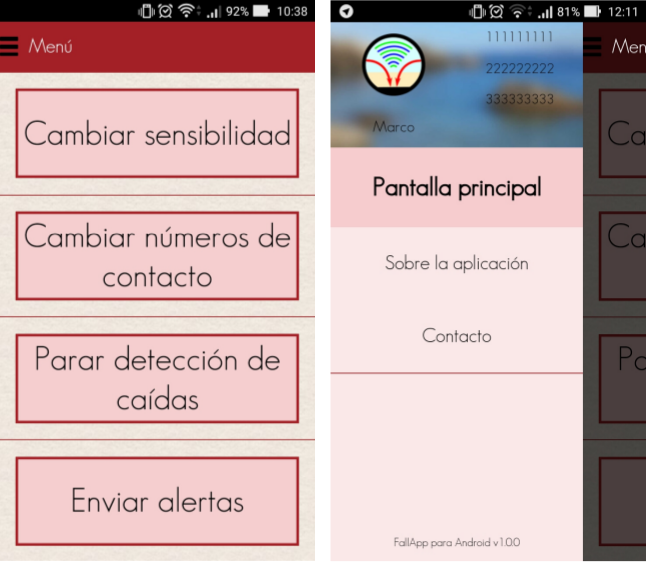 92% 10:38
Menú
Cambiar sensibilidad
Cambiar números de
contacto
Parar detección de
caídas
Enviar alertas
81% 12:11
111111111
222222222
333333333
Marco
Pantalla principal
Sobre la aplicación
Contacto
FallApp para Android v1.0.0
Men
Ca
Ca
Pa